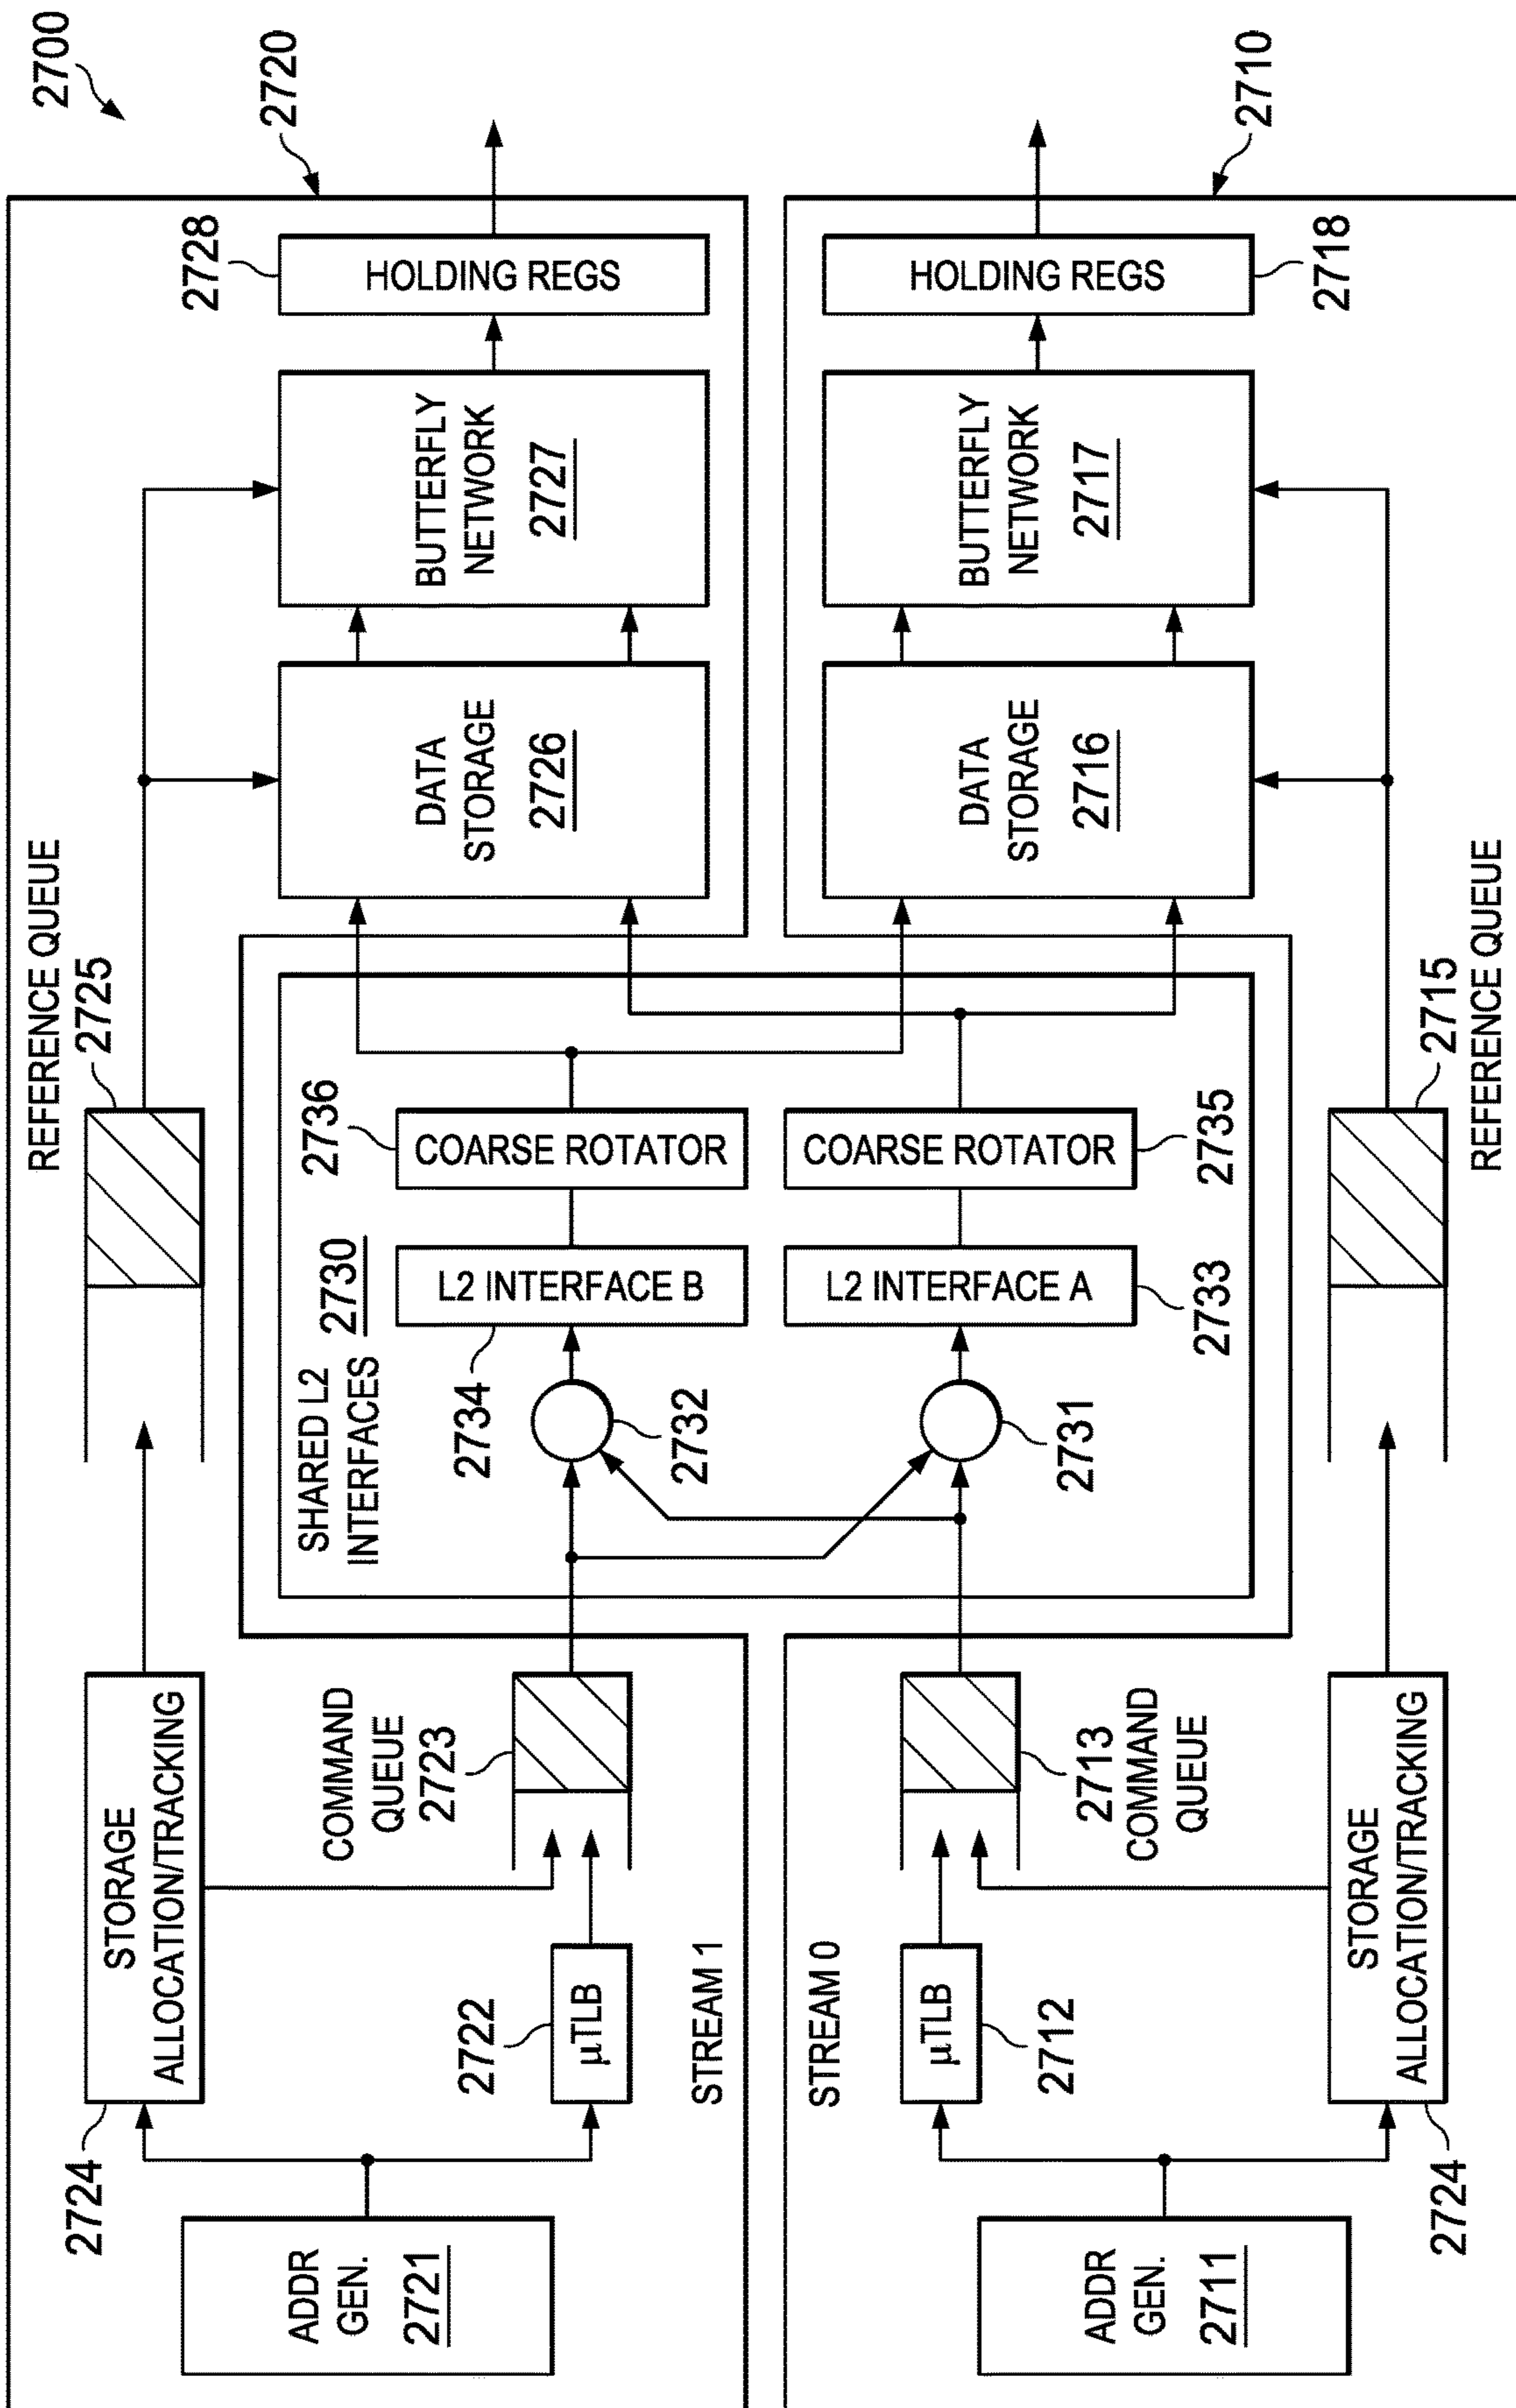 2700
2720
2710
ADDR
GEN.
2721
2724
STORAGE
ALLOCATION/TRACKING
2722
μTLB
STREAM 1
COMMAND
QUEUE
2723
REFERENCE QUEUE
2725
DATA
STORAGE
2726
BUTTERFLY
NETWORK
2727
HOLDING REGS
2728
SHARED L2
INTERFACES
2730
2732
2734
L2 INTERFACE B
COARSE ROTATOR
2736
2731
L2 INTERFACE A
2733
COARSE ROTATOR
2735
STREAM 0
ADDR
GEN.
2711
μTLB
2712
2713
COMMAND
QUEUE
STORAGE
ALLOCATION/TRACKING
2724
2715
REFERENCE QUEUE
DATA
STORAGE
2716
BUTTERFLY
NETWORK
2717
HOLDING REGS
2718